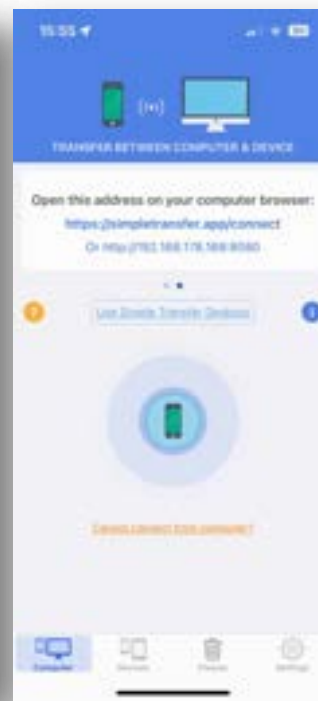 15:55
TRANSFER BETWEEN COMPUTER & DEVICE
Open this address on your computer browser:
https://simpletransfer.app/connect
Or http://192.168.178.169:8080
Use Simple Transfer Desktop
Cannot connect from computer?
Computer
Devices
Cleanup
Settings